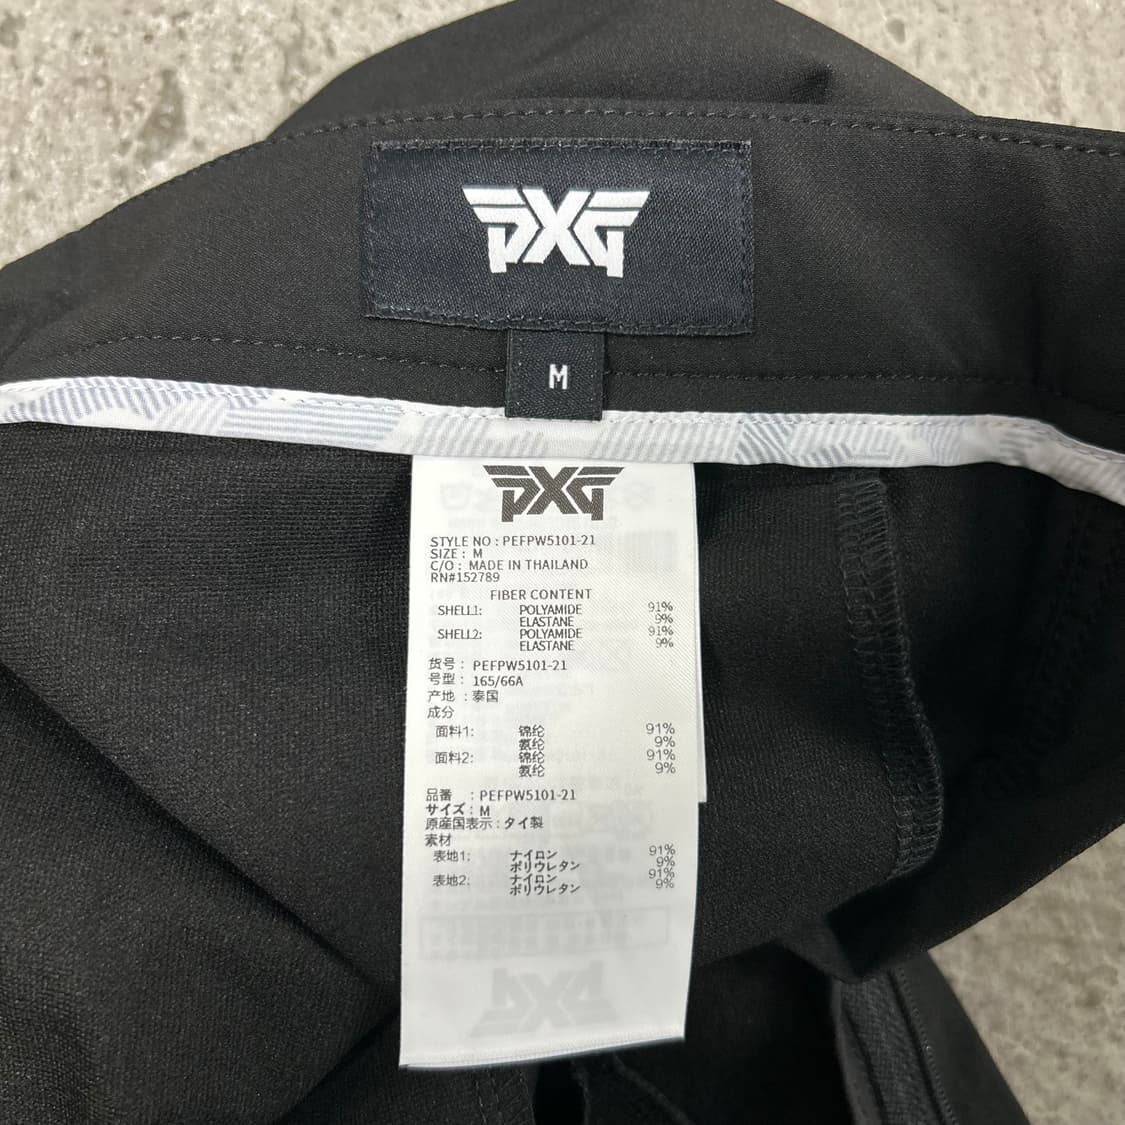 PXG
M
PXG
STYLE NO : PEFPW5101-21
SIZE : M
C/O : MADE IN THAILAND
RN#152789
FIBER CONTENT
SHELL1: POLYAMIDE 91%
ELASTANE 9%
SHELL2: POLYAMIDE 91%
ELASTANE 9%
货号 : PEFPW5101-21
号型 : 165/66A
产地 : 泰国
成分
面料1: 锦纶 91%
氨纶 9%
面料2: 锦纶 91%
氨纶 9%
品番 : PEFPW5101-21
サイズ : M
原産国表示 : タイ製
素材
表地1: ナイロン 91%
ポリウレタン 9%
表地2: ナイロン 91%
ポリウレタン 9%